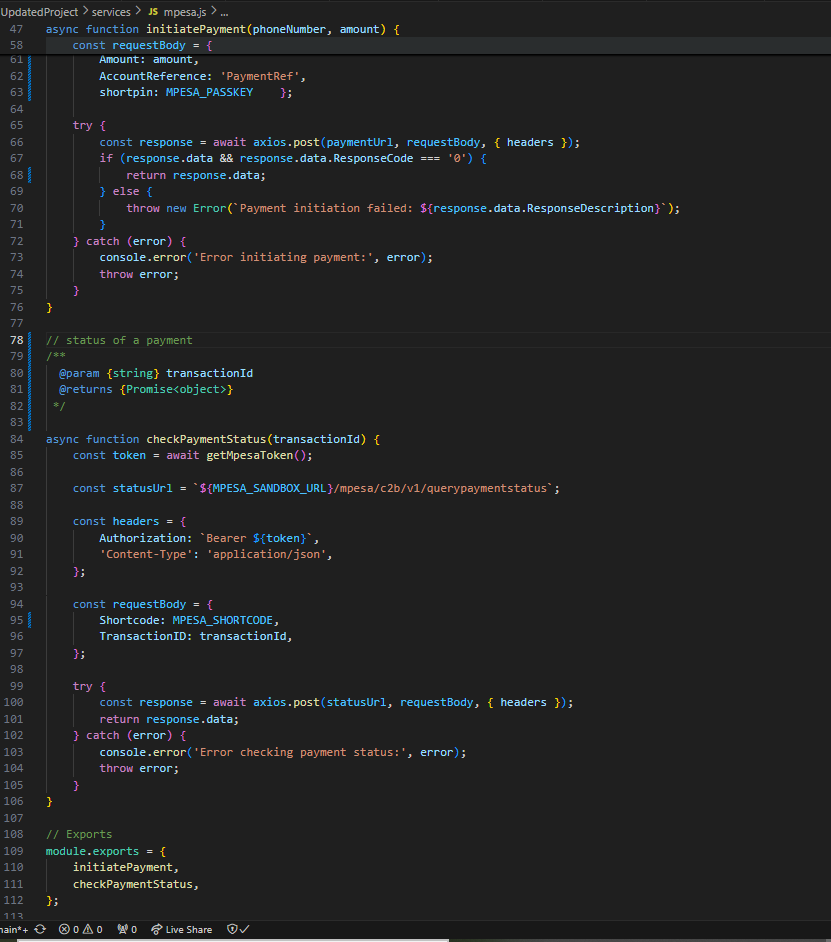 UpdatedProject > services > JS mpesa.js > ...
47 async function initiatePayment(phoneNumber, amount) {
58     const requestBody = {
61         Amount: amount,
62         AccountReference: 'PaymentRef',
63         shortpin: MPESA_PASSKEY    };
64
65     try {
66         const response = await axios.post(paymentUrl, requestBody, { headers });
67         if (response.data && response.data.ResponseCode === '0') {
68             return response.data;
69         } else {
70             throw new Error(`Payment initiation failed: ${response.data.ResponseDescription}`);
71         }
72     } catch (error) {
73         console.error('Error initiating payment:', error);
74         throw error;
75     }
76 }
77
78 // status of a payment
79 /**
80   @param {string} transactionId
81   @returns {Promise<object>}
82  */
83
84 async function checkPaymentStatus(transactionId) {
85     const token = await getMpesaToken();
86
87     const statusUrl = `${MPESA_SANDBOX_URL}/mpesa/c2b/v1/querypaymentstatus`;
88
89     const headers = {
90         Authorization: `Bearer ${token}`,
91         'Content-Type': 'application/json',
92     };
93
94     const requestBody = {
95         Shortcode: MPESA_SHORTCODE,
96         TransactionID: transactionId,
97     };
98
99     try {
100         const response = await axios.post(statusUrl, requestBody, { headers });
101         return response.data;
102     } catch (error) {
103         console.error('Error checking payment status:', error);
104         throw error;
105     }
106 }
107
108 // Exports
109 module.exports = {
110     initiatePayment,
111     checkPaymentStatus,
112 };
113
main*+ 0 0 0 Live Share